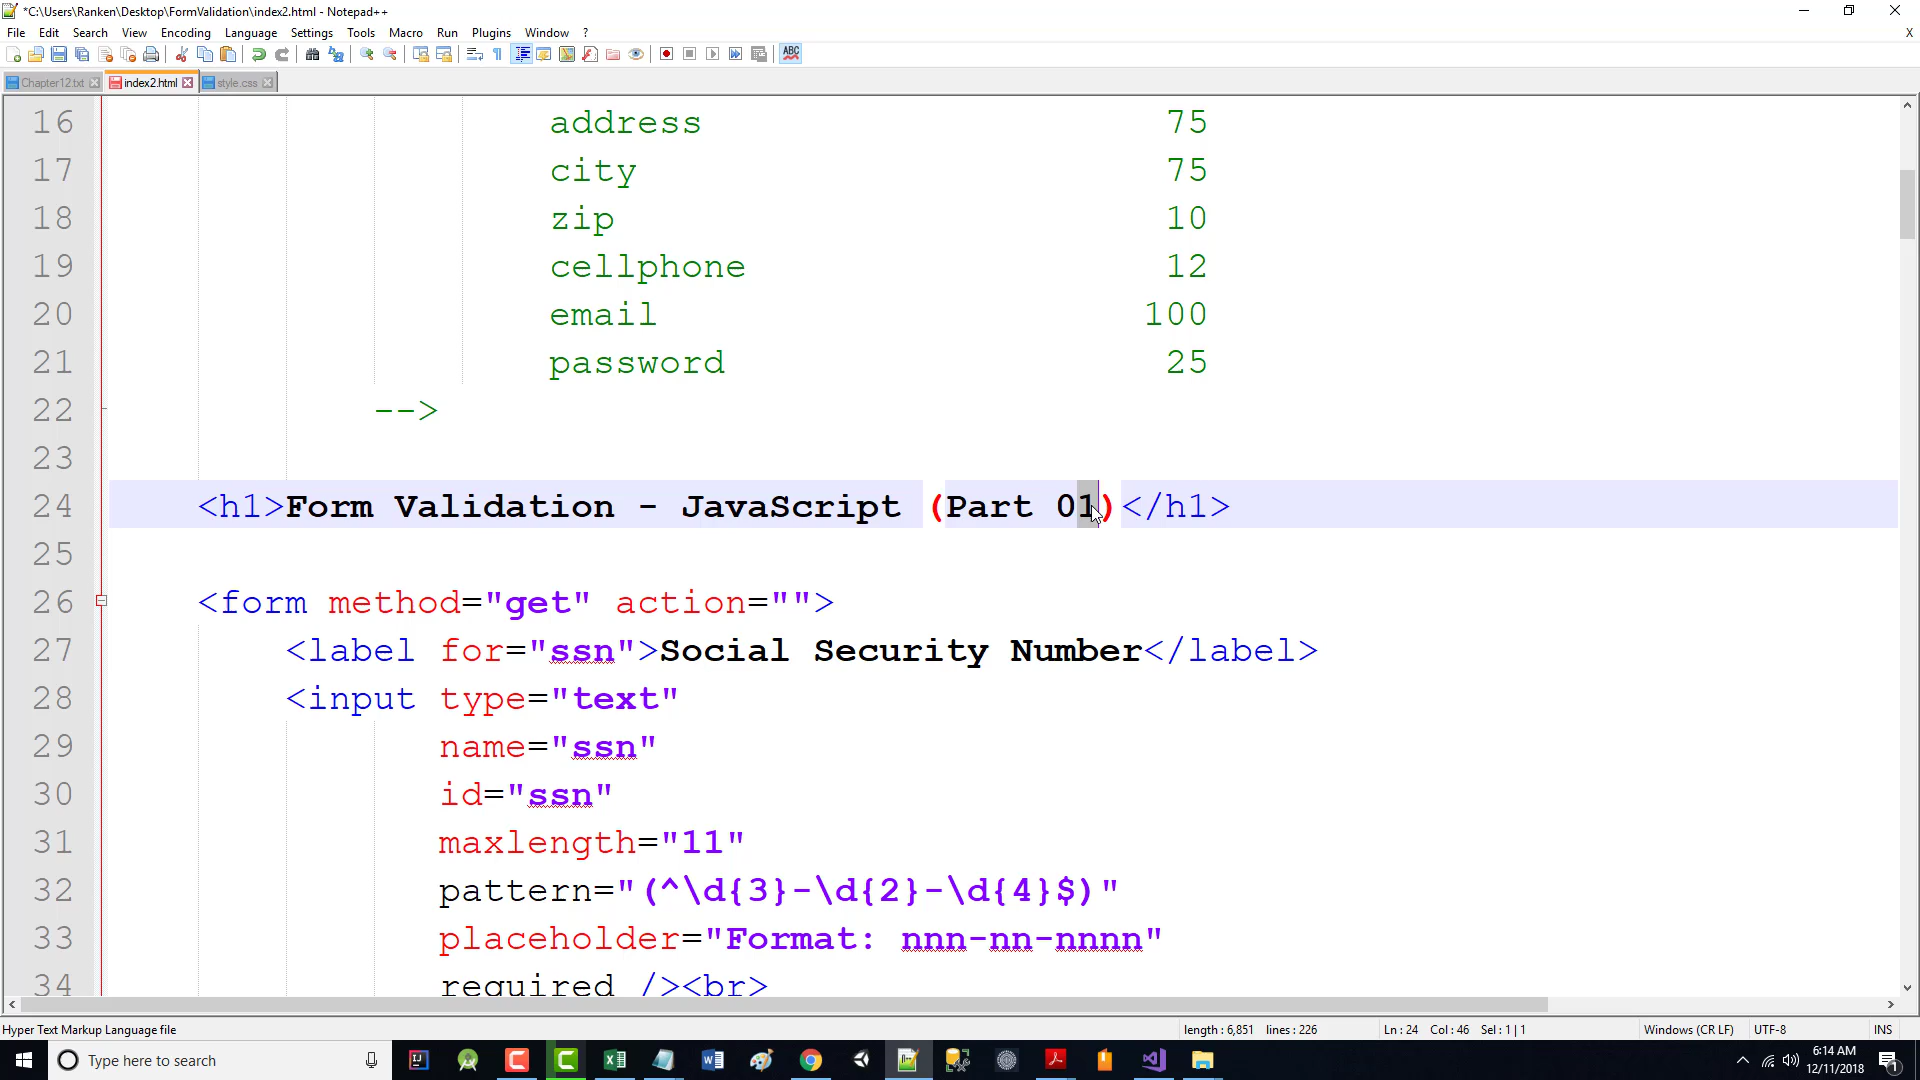 *C:\Users\Ranken\Desktop\FormValidation\index2.html - Notepad++
File Edit Search View Encoding Language Settings Tools Macro Run Plugins Window ? X
ABC
Chapter12.txt index2.html style.css
16 address 75
17 city 75
18 zip 10
19 cellphone 12
20 email 100
21 password 25
22 -->
23
24 <h1>Form Validation - JavaScript (Part 01)</h1>
25
26 <form method="get" action="">
27 <label for="ssn">Social Security Number</label>
28 <input type="text"
29 name="ssn"
30 id="ssn"
31 maxlength="11"
32 pattern="(^\d{3}-\d{2}-\d{4}$)"
33 placeholder="Format: nnn-nn-nnnn"
34 required /><br>
Hyper Text Markup Language file length : 6,851 lines : 226 Ln : 24 Col : 46 Sel : 1 | 1 Windows (CR LF) UTF-8 INS
Type here to search
6:14 AM
12/11/2018
1